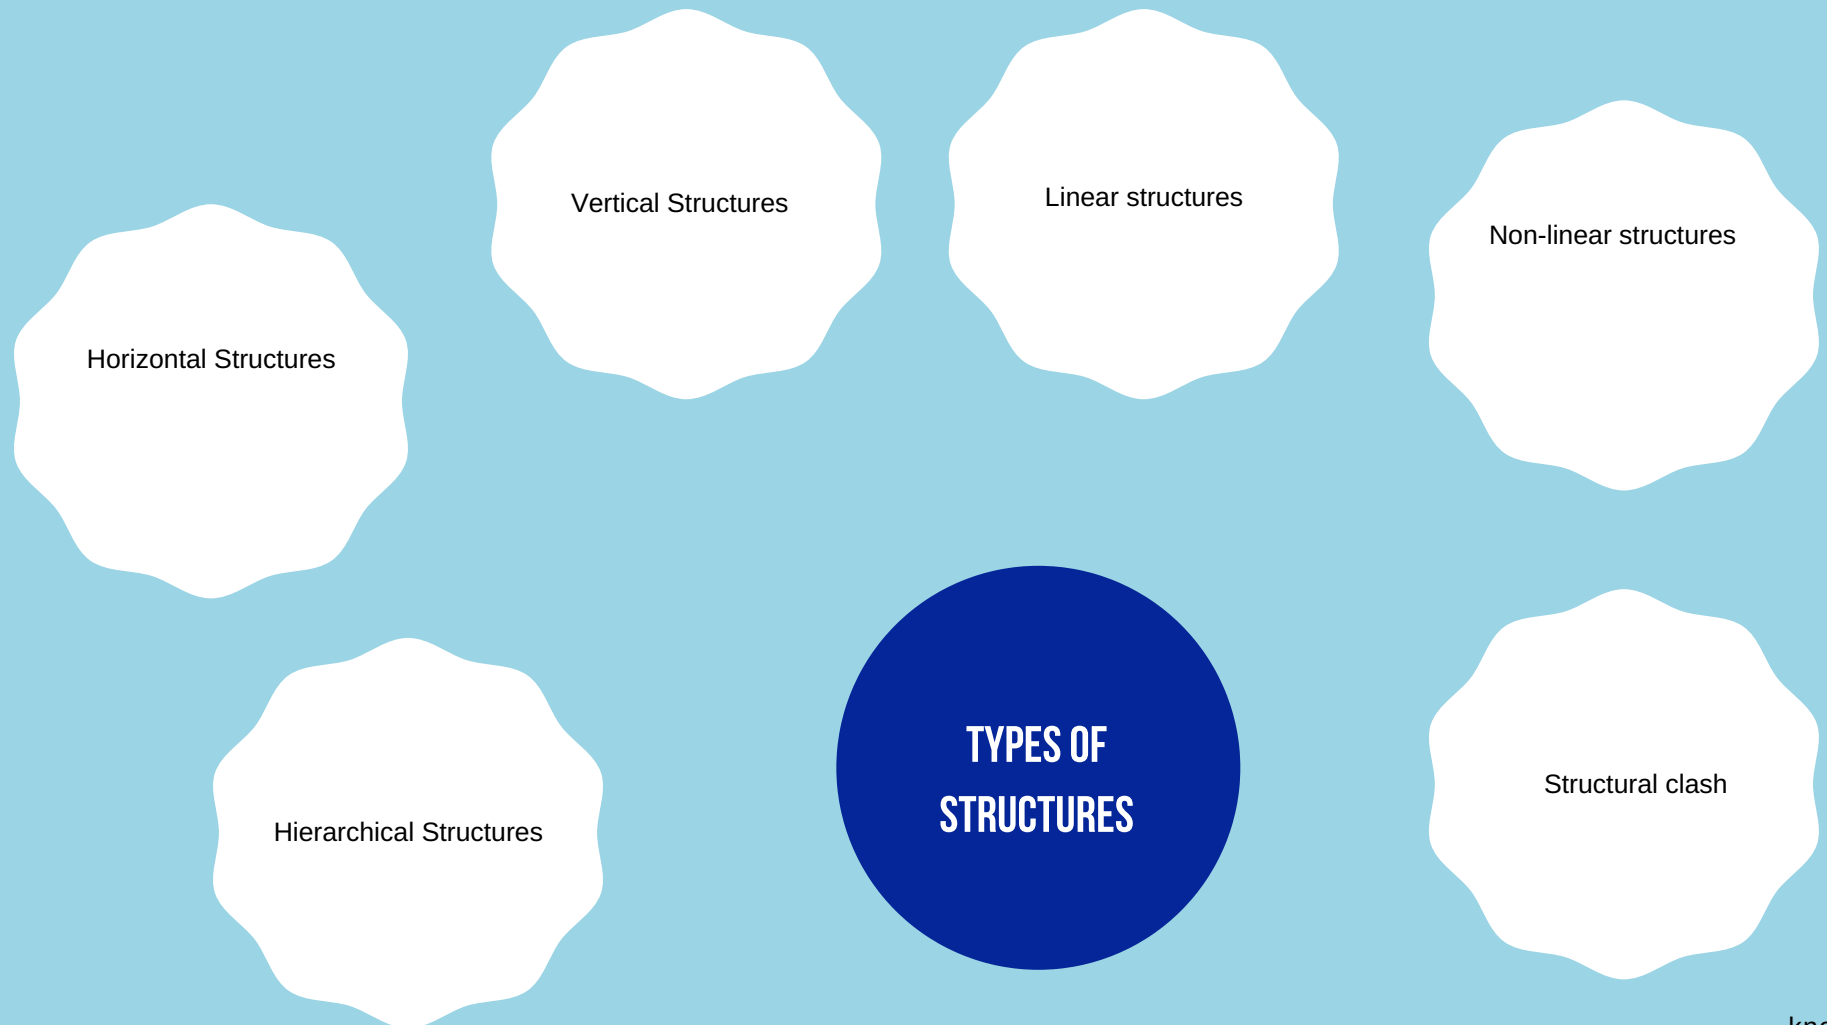 Vertical Structures
Linear structures
Non-linear structures
Horizontal Structures
TYPES OF
STRUCTURES
Structural clash
Hierarchical Structures